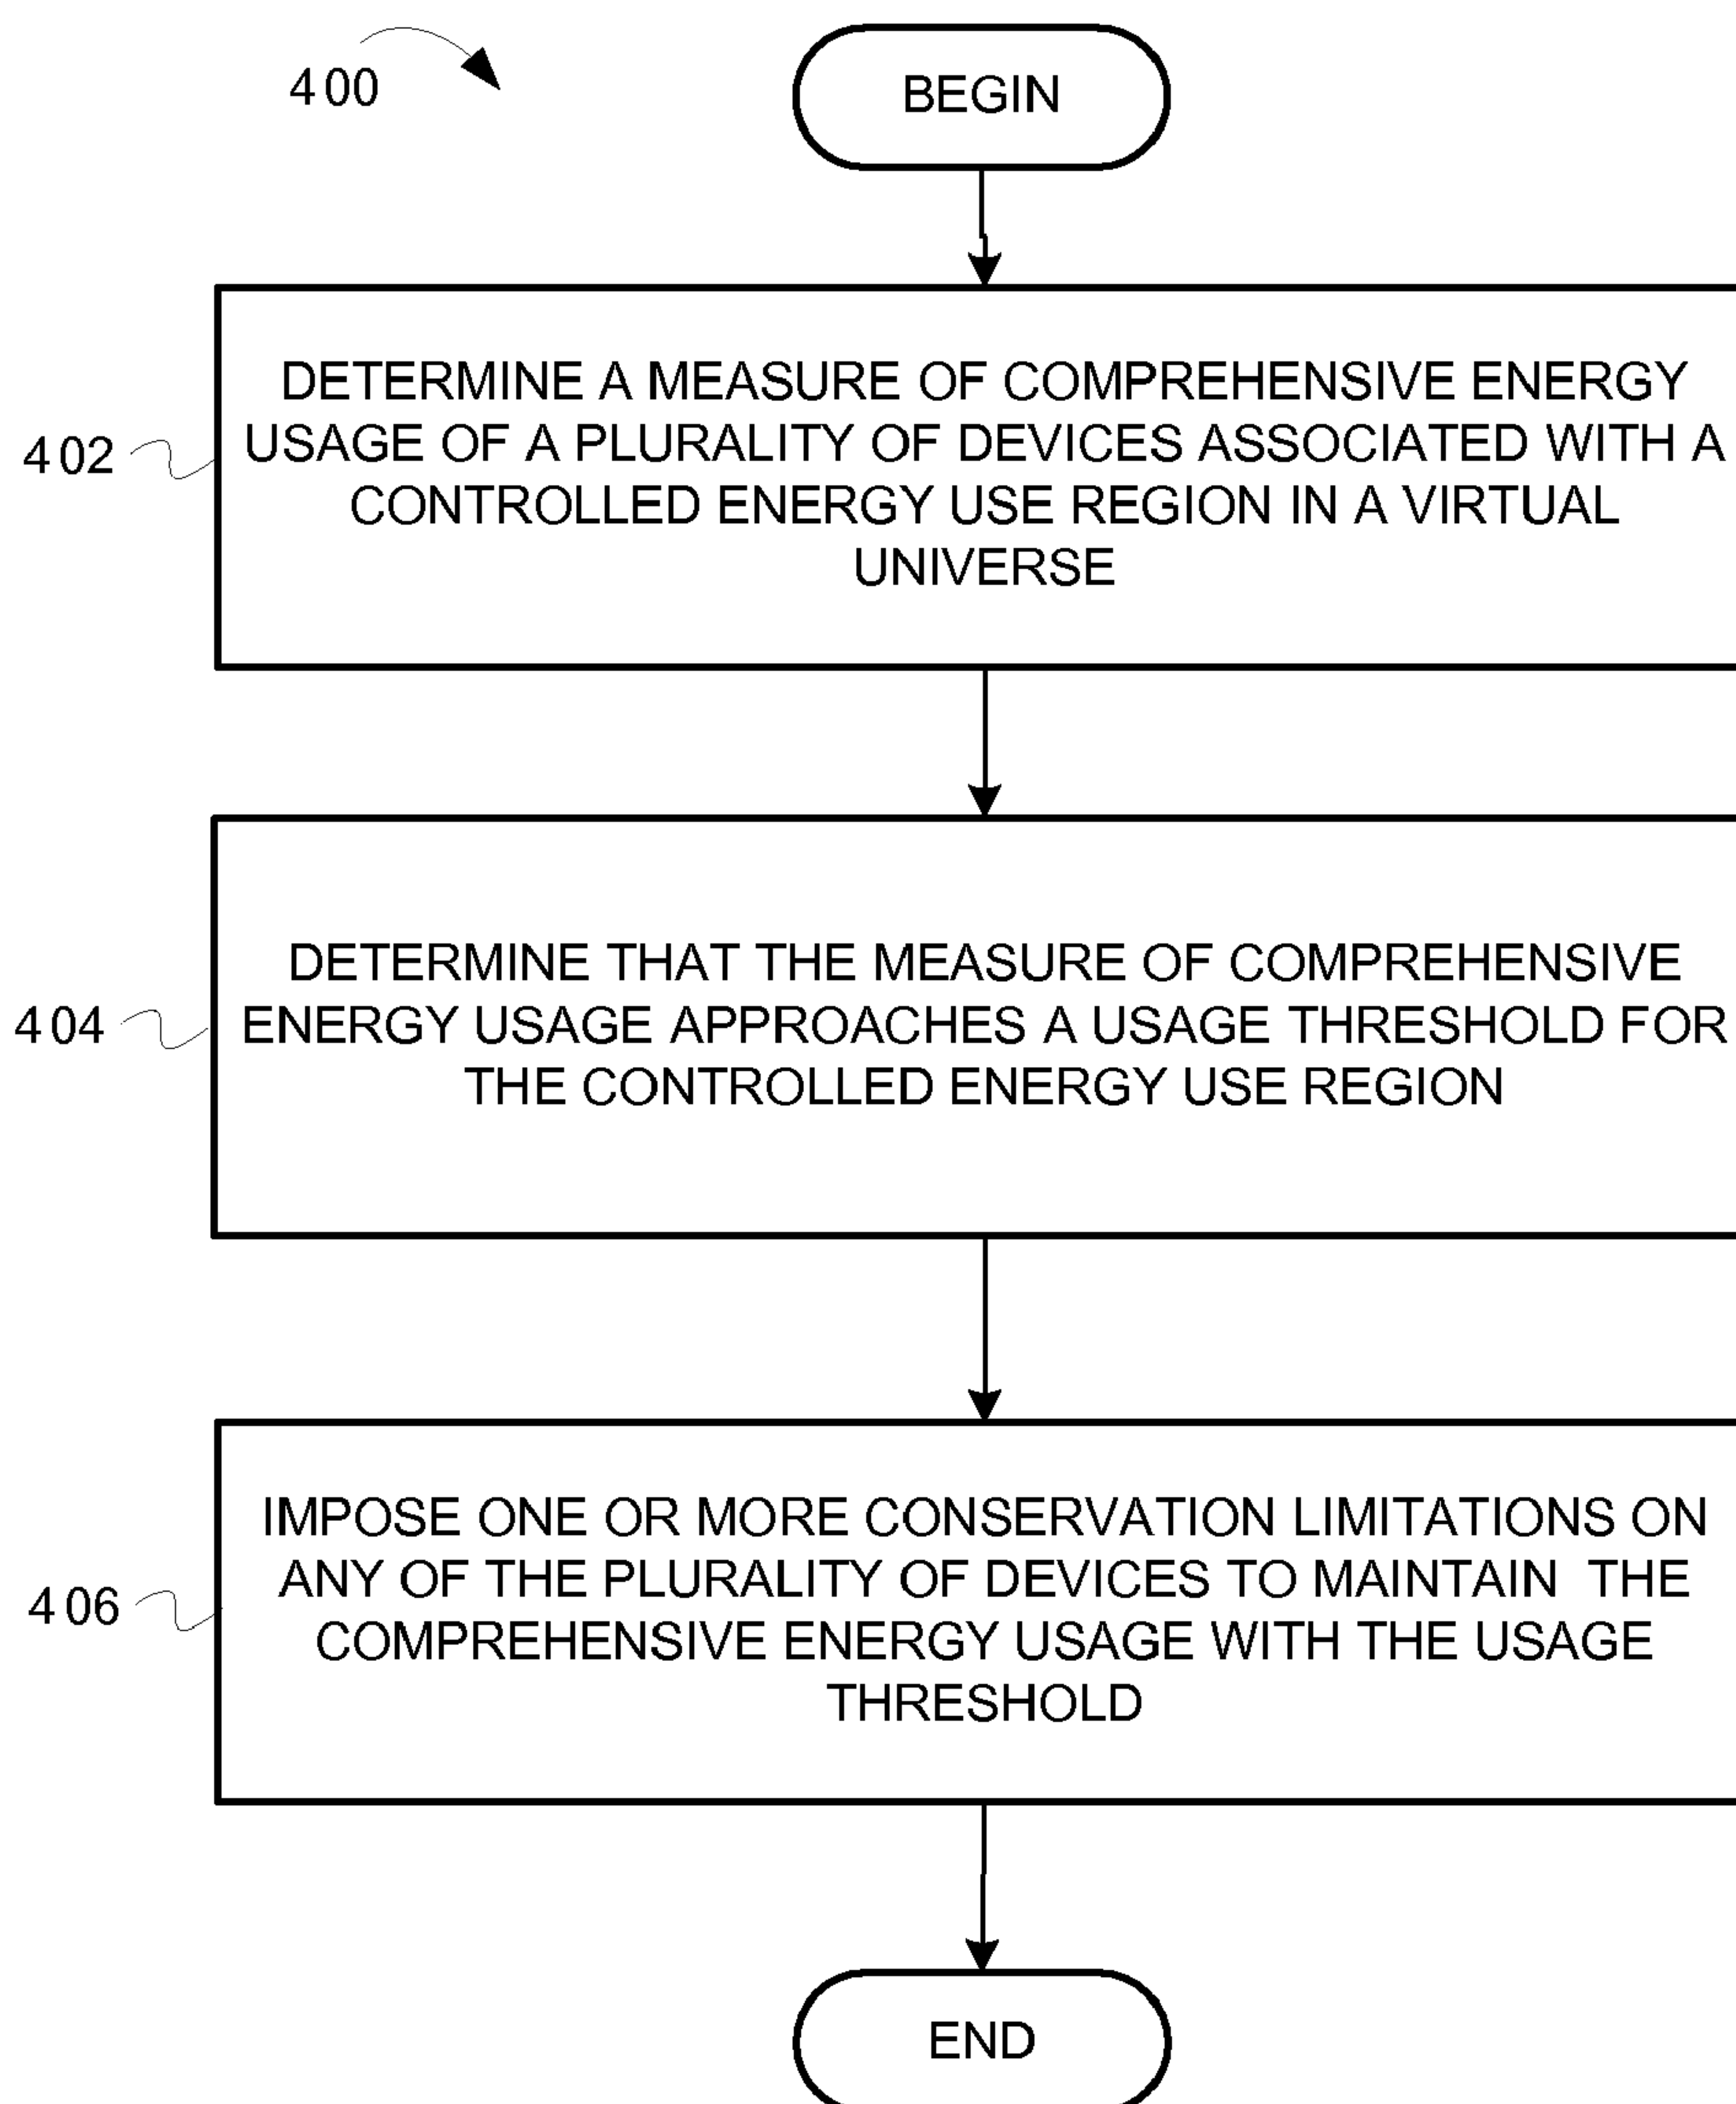 400
BEGIN
402
DETERMINE A MEASURE OF COMPREHENSIVE ENERGY
USAGE OF A PLURALITY OF DEVICES ASSOCIATED WITH A
CONTROLLED ENERGY USE REGION IN A VIRTUAL
UNIVERSE
404
DETERMINE THAT THE MEASURE OF COMPREHENSIVE
ENERGY USAGE APPROACHES A USAGE THRESHOLD FOR
THE CONTROLLED ENERGY USE REGION
406
IMPOSE ONE OR MORE CONSERVATION LIMITATIONS ON
ANY OF THE PLURALITY OF DEVICES TO MAINTAIN THE
COMPREHENSIVE ENERGY USAGE WITH THE USAGE
THRESHOLD
END